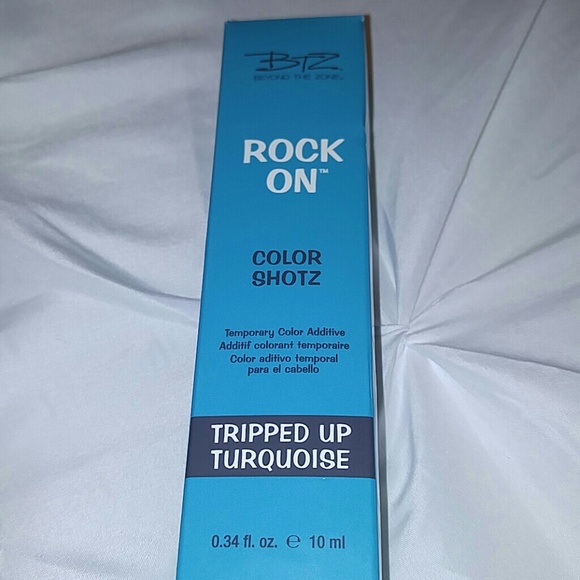 BTZ
BEYOND THE ZONE®
ROCK
ON™
COLOR
SHOTZ
Temporary Color Additive
Additif colorant temporaire
Color aditivo temporal
para el cabello
TRIPPED UP
TURQUOISE
0.34 fl. oz. ℮ 10 ml